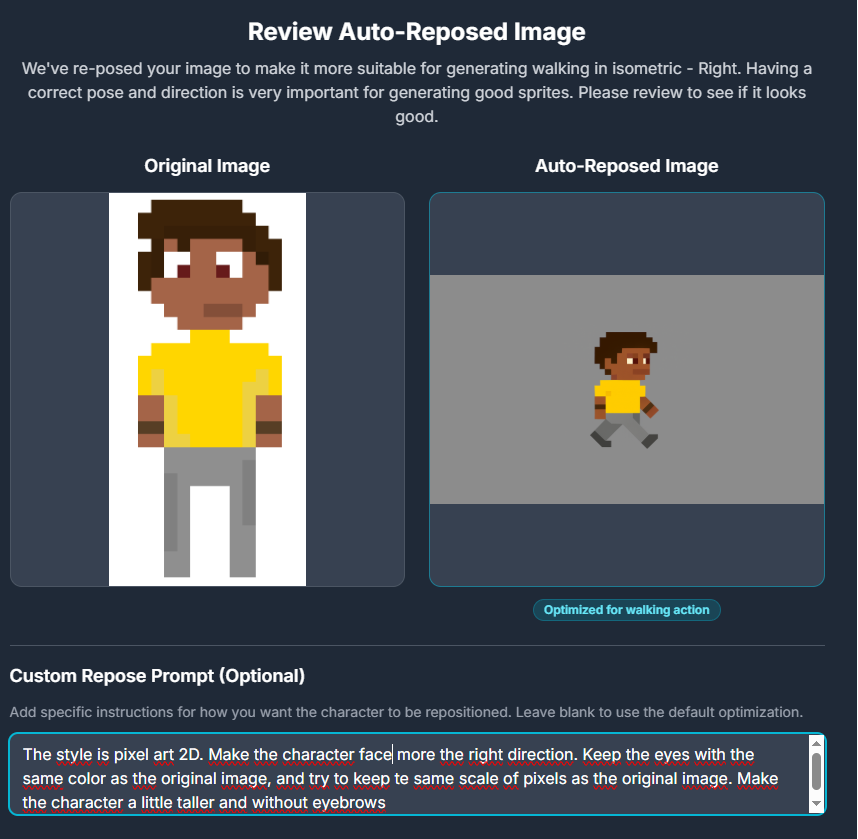 Review Auto-Reposed Image
We've re-posed your image to make it more suitable for generating walking in isometric - Right. Having a
correct pose and direction is very important for generating good sprites. Please review to see if it looks
good.
Original Image
Auto-Reposed Image
Optimized for walking action
Custom Repose Prompt (Optional)
Add specific instructions for how you want the character to be repositioned. Leave blank to use the default optimization.
The style is pixel art 2D. Make the character face more the right direction. Keep the eyes with the
same color as the original image, and try to keep te same scale of pixels as the original image. Make
the character a little taller and without eyebrows